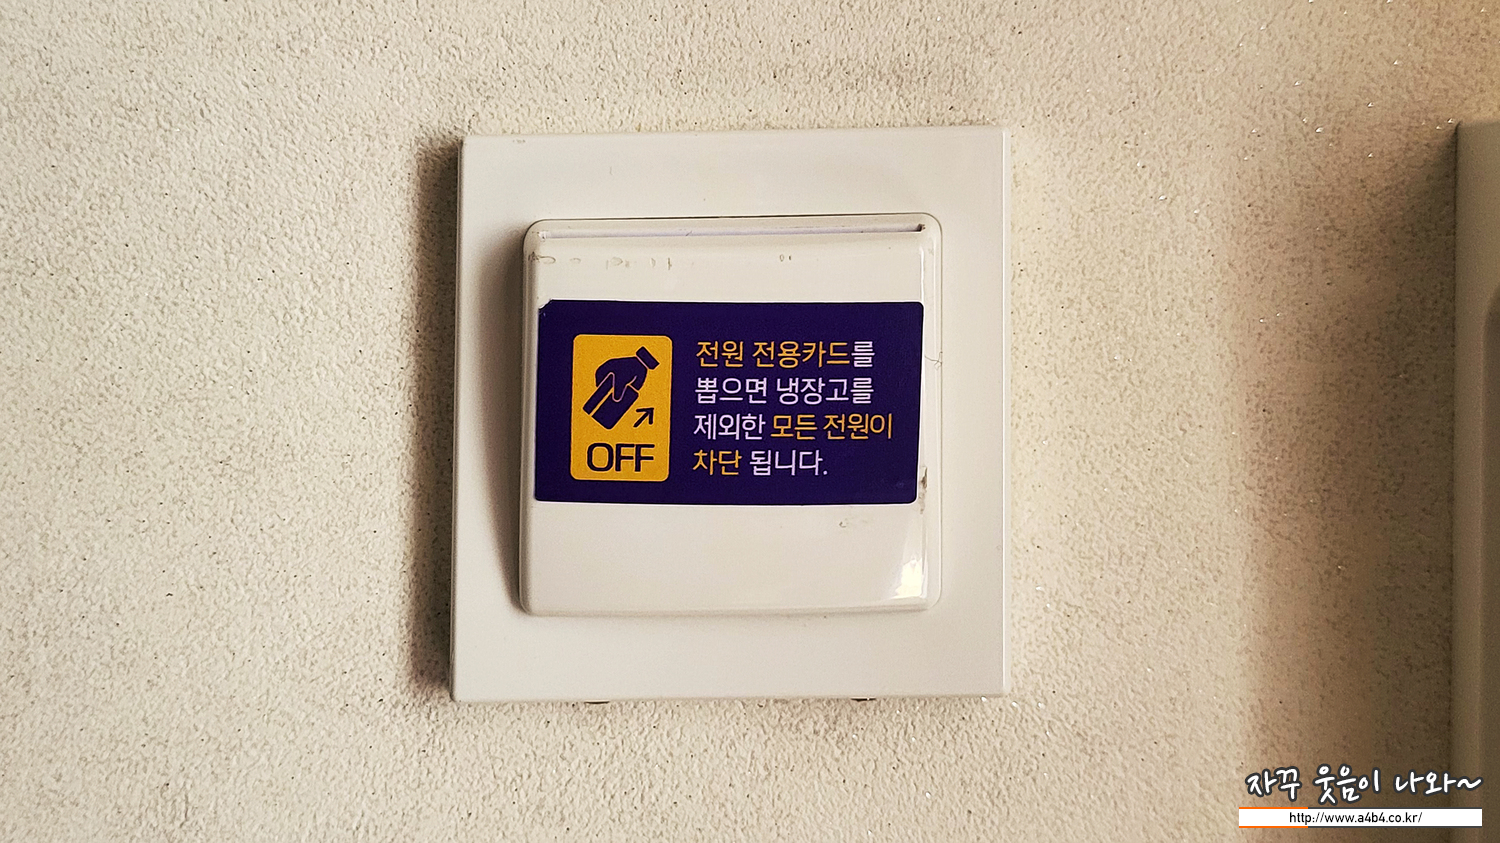 전원 전용카드를
뽑으면 냉장고를
제외한 모든 전원이
차단 됩니다.
OFF
자꾸 웃음이 나와~
http://www.a4b4.co.kr/